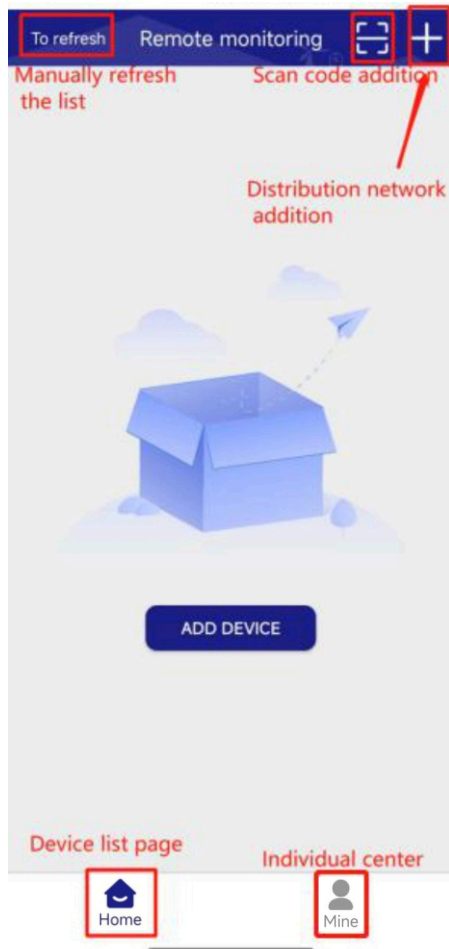 To refresh Remote monitoring
Manually refresh
the list
Scan code addition
Distribution network
addition
ADD DEVICE
Device list page
Individual center
Home
Mine